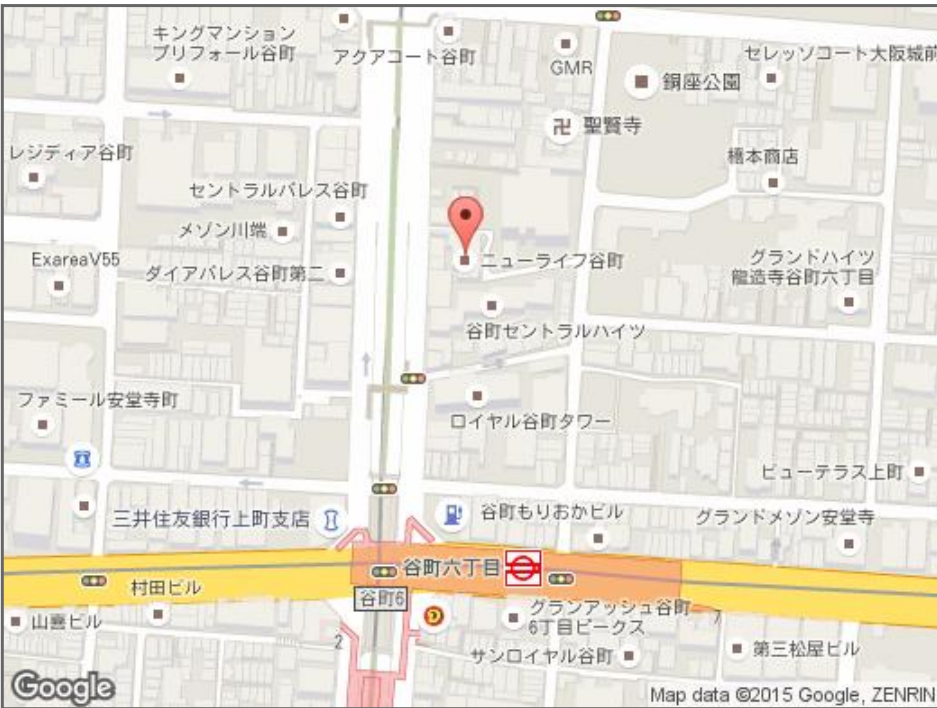 キングマンション
プリフォール谷町
アクアコート谷町
GMR
セレッソコート大阪城前
銅座公園
聖賢寺
レジディア谷町
橋本商店
セントラルパレス谷町
メゾン川端
ExareaV55
ダイアパレス谷町第二
2
ニューライフ谷町
グランドハイツ
龍造寺谷町六丁目
谷町セントラルハイツ
ファミール安堂寺町
ロイヤル谷町タワー
ビューテラス上町
三井住友銀行上町支店
谷町もりおかビル
グランドメゾン安堂寺
谷町六丁目
村田ビル
谷町6
山喜ビル
グランアッシュ谷町
6丁目ピークス
7
2
サンロイヤル谷町
第三松屋ビル
Google
Map data ©2015 Google, ZENRIN